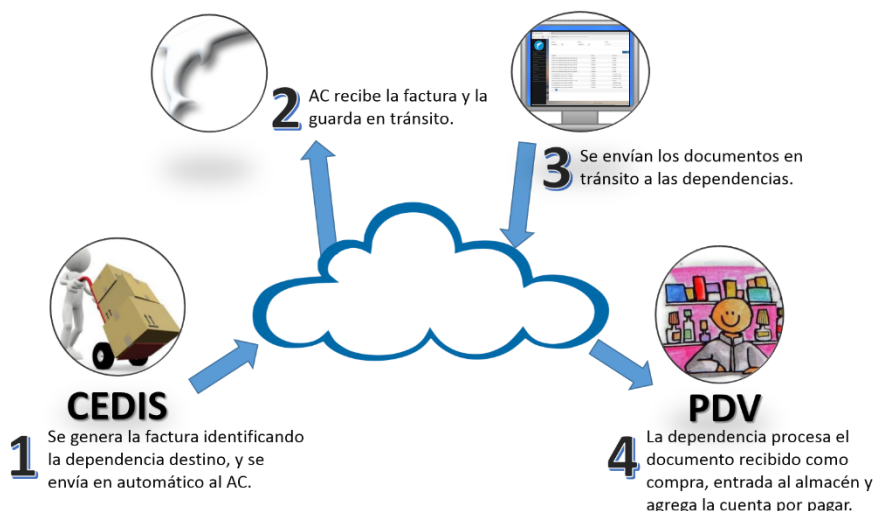 2
AC recibe la factura y la
guarda en tránsito.
3
Se envían los documentos en
tránsito a las dependencias.
CEDIS
1
Se genera la factura identificando
la dependencia destino, y se
envía en automático al AC.
PDV
4
La dependencia procesa el
documento recibido como
compra, entrada al almacén y
agrega la cuenta por pagar.